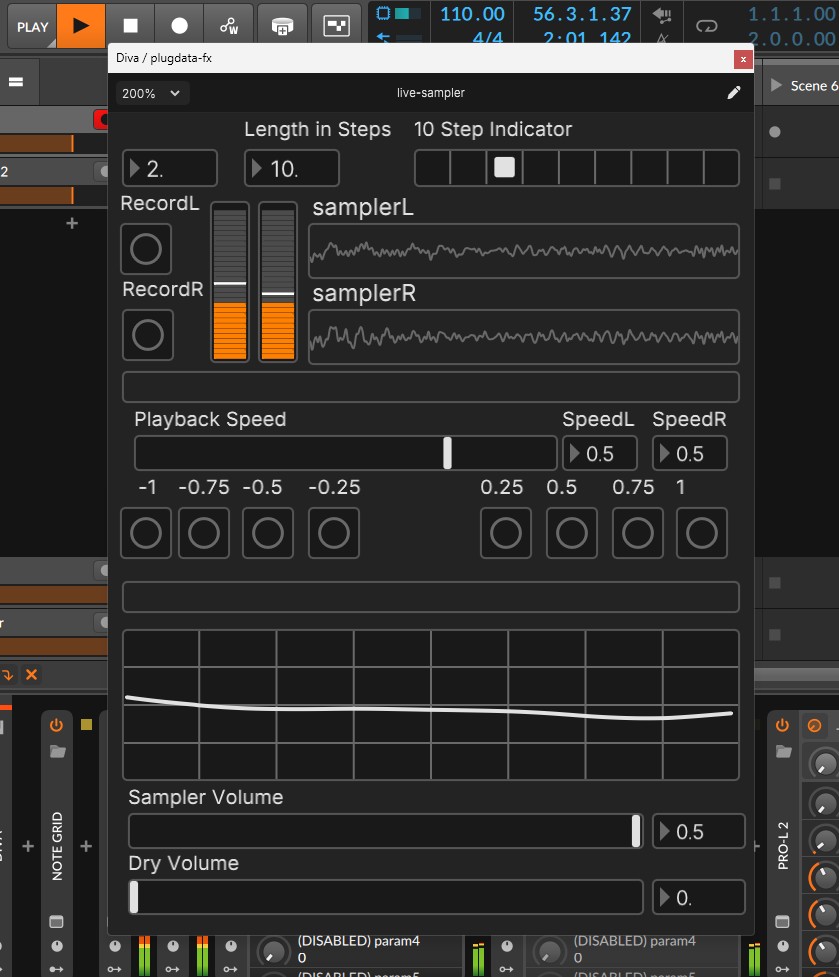 PLAY
110.00
56.3.1.37
1.1.1.00
4/4
2:01.142
2.0.0.00
Diva / plugdata-fx
x
200%
live-sampler
Scene 6
Length in Steps
10 Step Indicator
2.
10.
2
RecordL
samplerL
RecordR
samplerR
Playback Speed
SpeedL
SpeedR
0.5
0.5
-1
-0.75
-0.5
-0.25
0.25
0.5
0.75
1
Sampler Volume
0.5
Dry Volume
0.
NOTE GRID
PRO-L 2
(DISABLED) param4
0
(DISABLED) param4
0